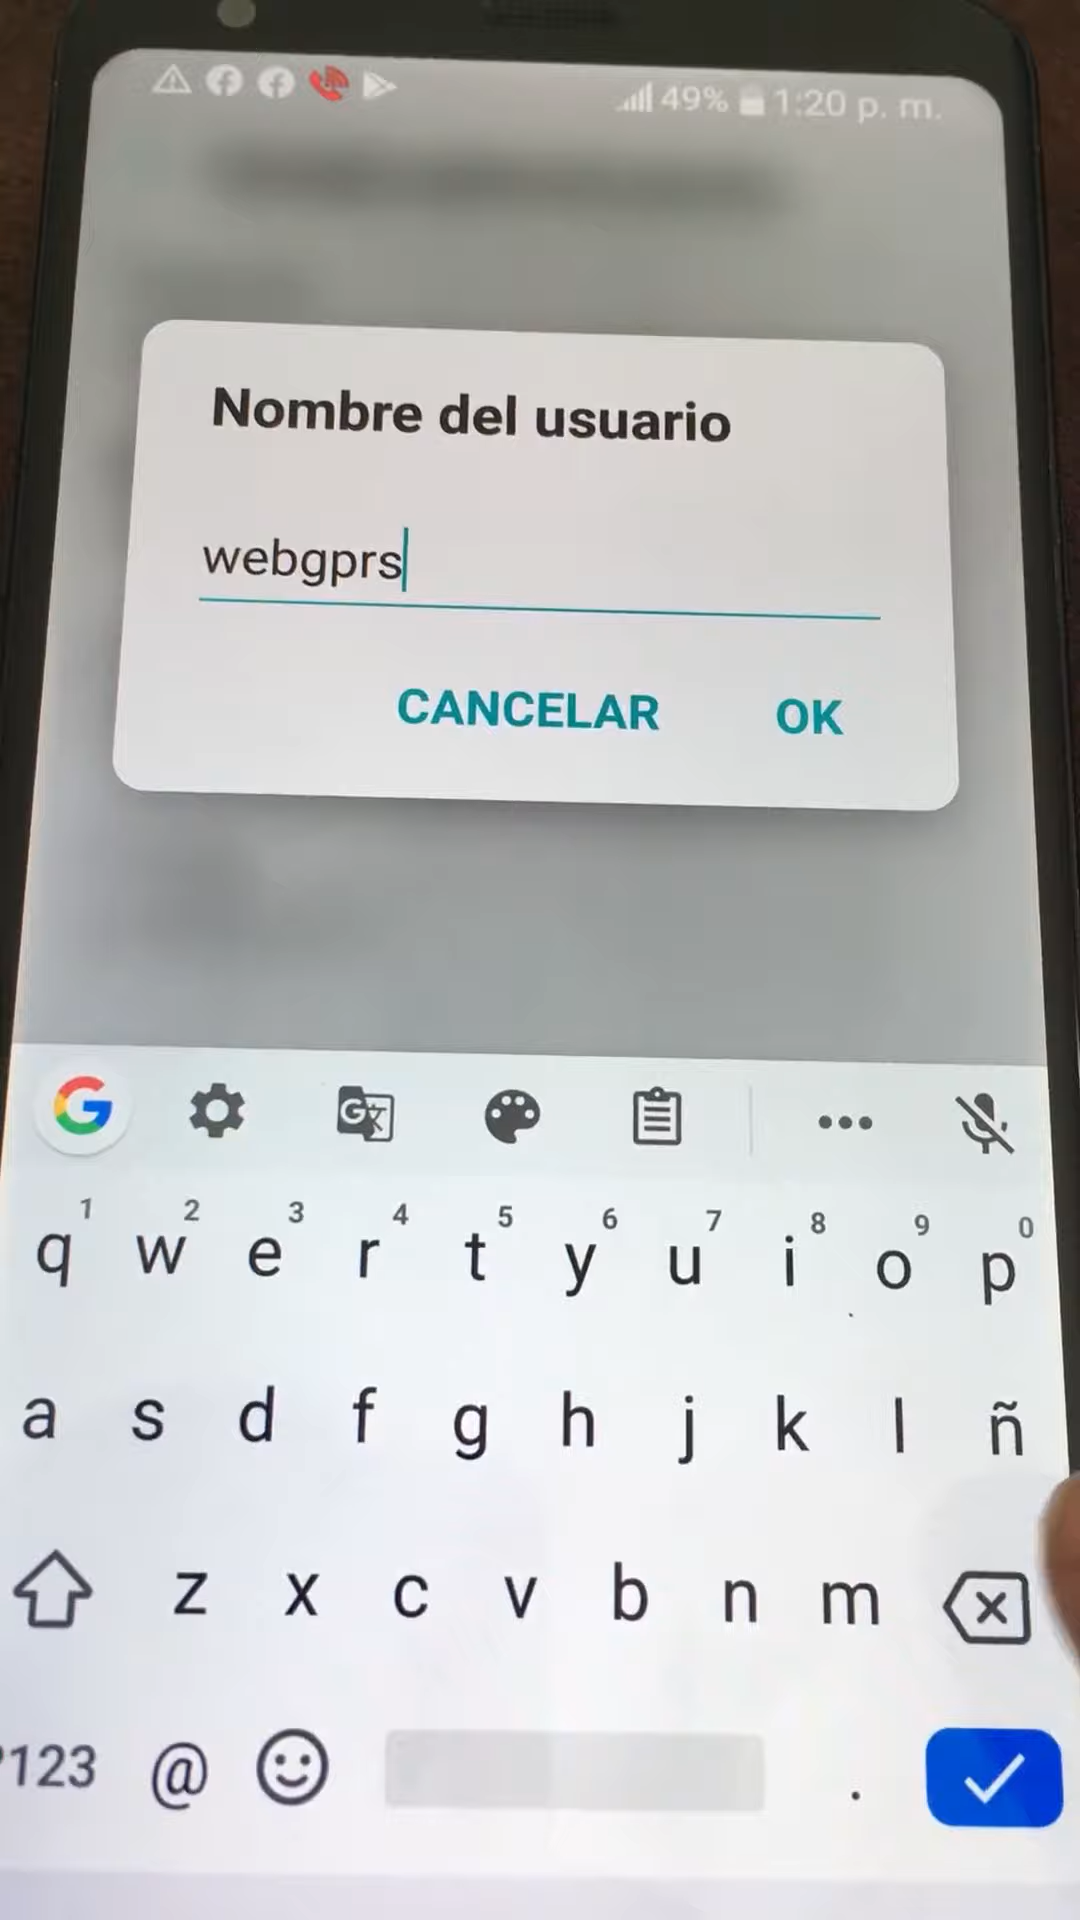 49% 1:20 p. m.
Nombre del usuario
webgprs
CANCELAR OK
G
1 2 3 4 5 6 7 8 9 0
q w e r t y u i o p
a s d f g h j k l ñ
z x c v b n m
?123 @ .